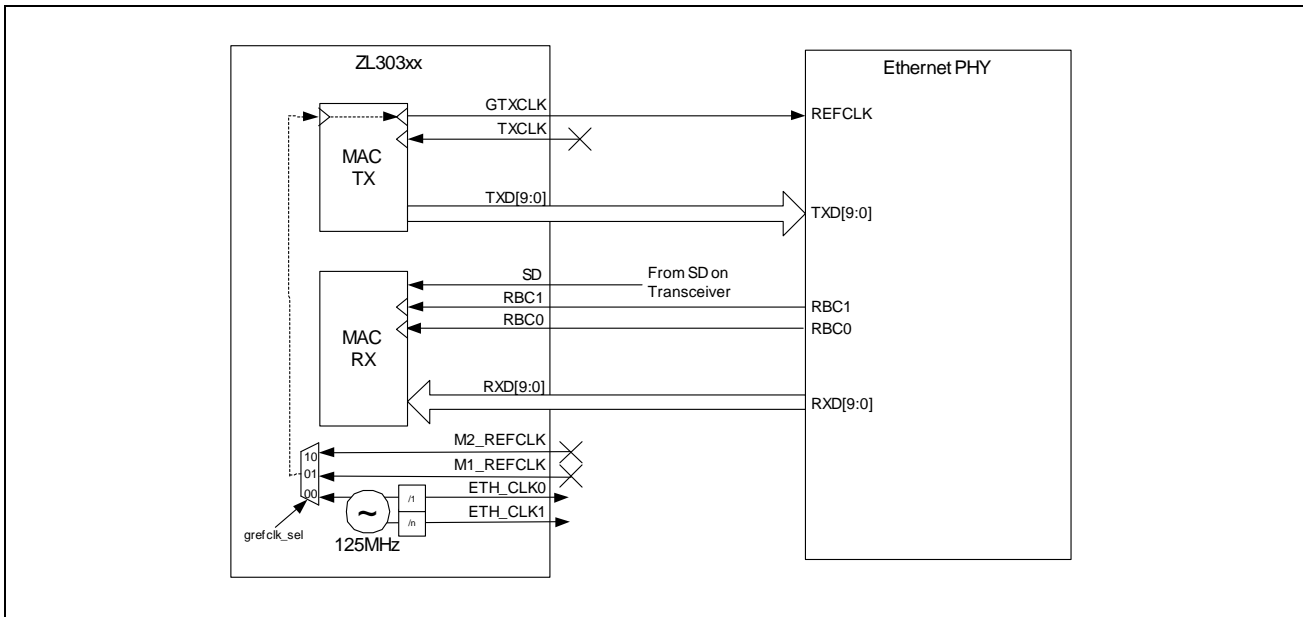 ZL303xx
Ethernet PHY
GTXCLK
REFCLK
TXCLK
MAC
TX
TXD[9:0]
TXD[9:0]
SD
From SD on
Transceiver
RBC1
RBC1
RBC0
RBC0
MAC
RX
RXD[9:0]
RXD[9:0]
M2_REFCLK
10
M1_REFCLK
01
ETH_CLK0
00
/1
~
ETH_CLK1
/n
grefclk_sel
125MHz